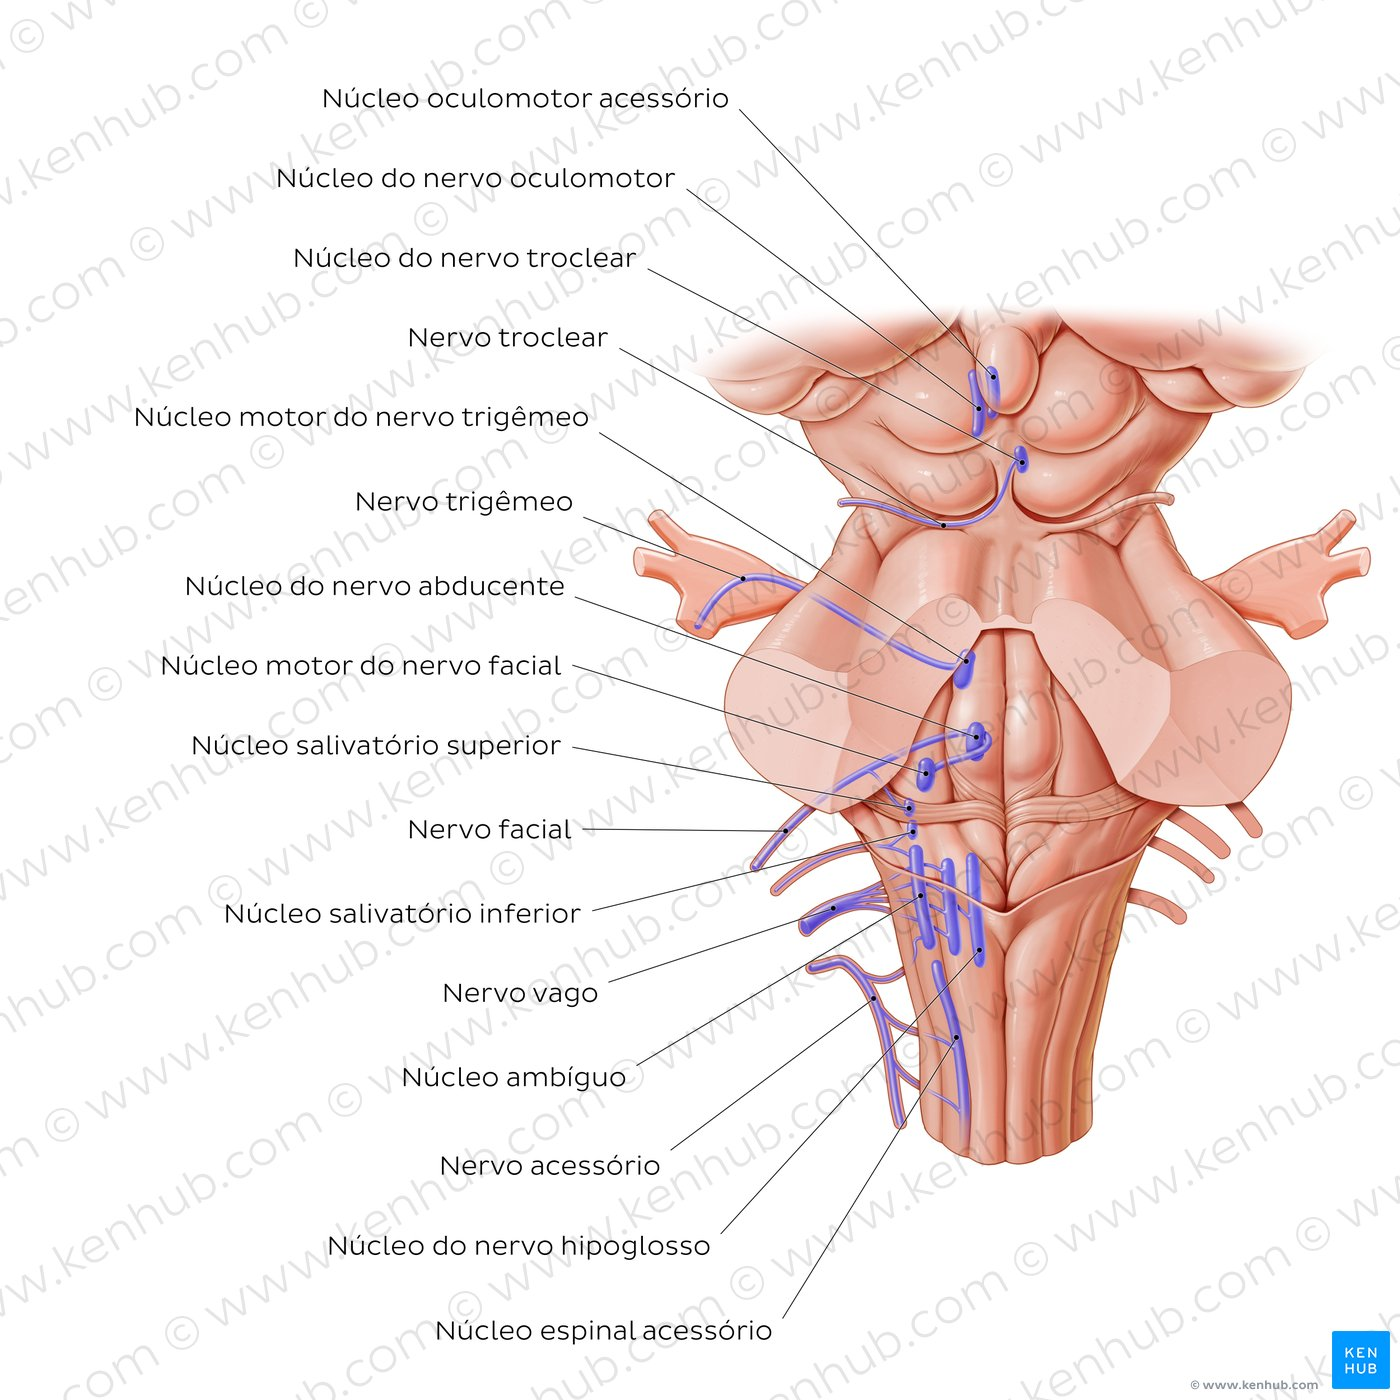 Núcleo oculomotor acessório
Núcleo do nervo oculomotor
Núcleo do nervo troclear
Nervo troclear
Núcleo motor do nervo trigêmeo
Nervo trigêmeo
Núcleo do nervo abducente
Núcleo motor do nervo facial
Núcleo salivatório superior
Nervo facial
Núcleo salivatório inferior
Nervo vago
Núcleo ambíguo
Nervo acessório
Núcleo do nervo hipoglosso
Núcleo espinal acessório
KEN
HUB
© www.kenhub.com